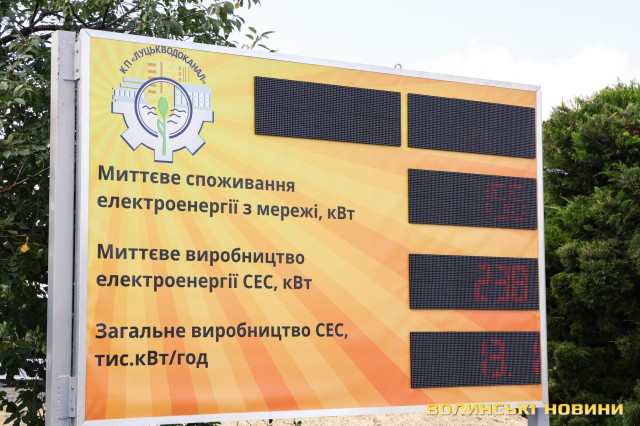 КП «ЛУЦЬКВОДОКАНАЛ»
Миттєве споживання
електроенергії з мережі, кВт
Миттєве виробництво
електроенергії СЕС, кВт
238
Загальне виробництво СЕС,
тис.кВт/год
ВОЛИНСЬКІ НОВИНИ